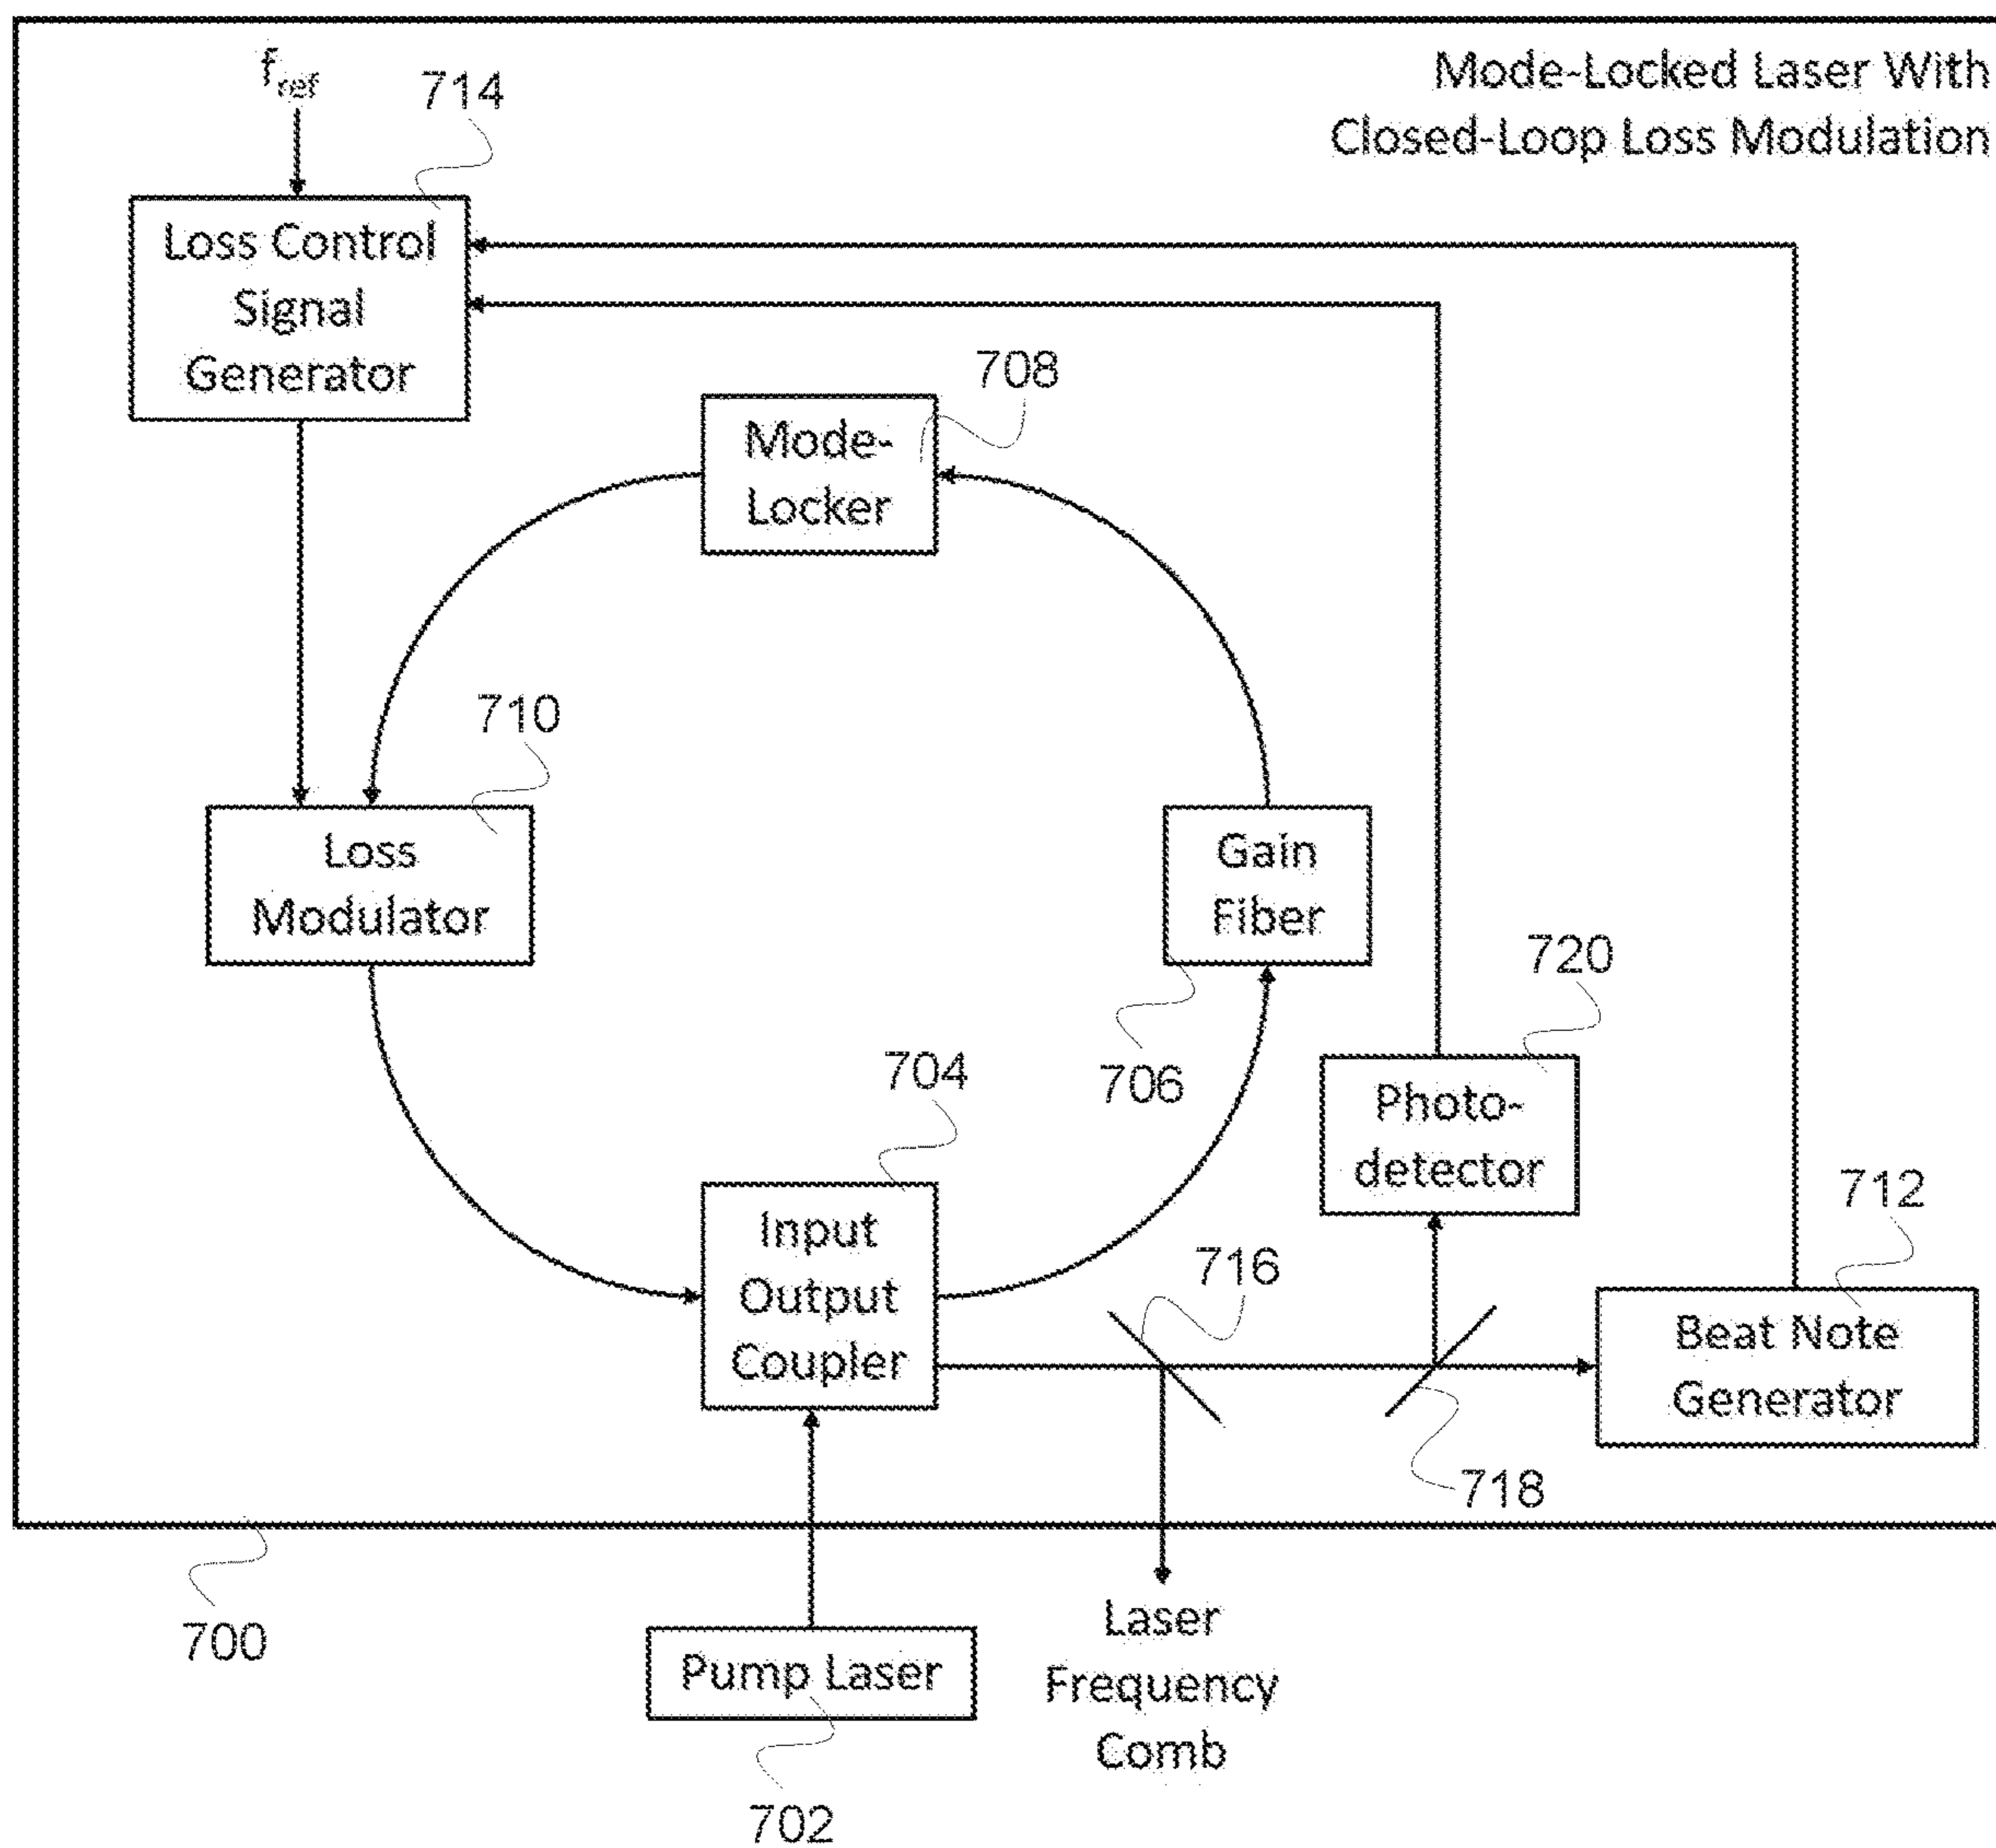 Mode-Locked Laser With
Closed-Loop Loss Modulation
fref
714
Loss Control
Signal
Generator
708
Mode-
Locker
710
Loss
Modulator
Gain
Fiber
706
720
Photo-
detector
704
Input
Output
Coupler
716
712
Beat Note
Generator
718
700
Pump Laser
702
Laser
Frequency
Comb